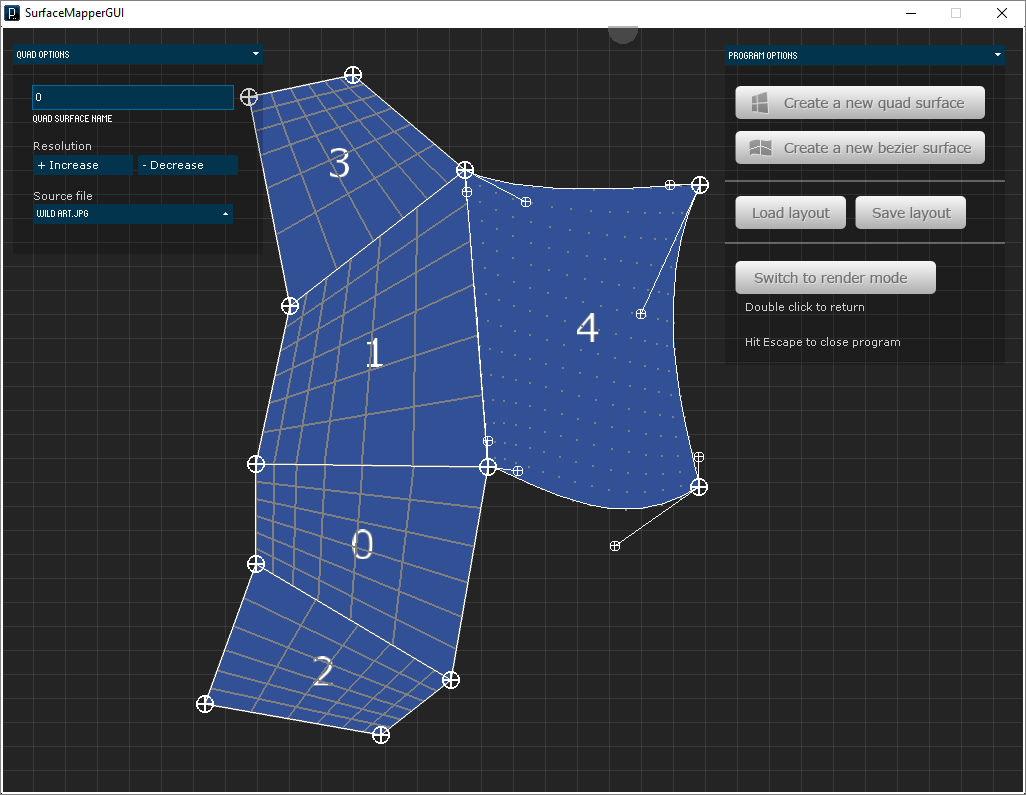 SurfaceMapperGUI
QUAD OPTIONS
0
QUAD SURFACE NAME
Resolution
+ Increase
- Decrease
Source file
WILD ART.JPG
PROGRAM OPTIONS
Create a new quad surface
Create a new bezier surface
Load layout
Save layout
Switch to render mode
Double click to return
Hit Escape to close program
3
4
1
0
2